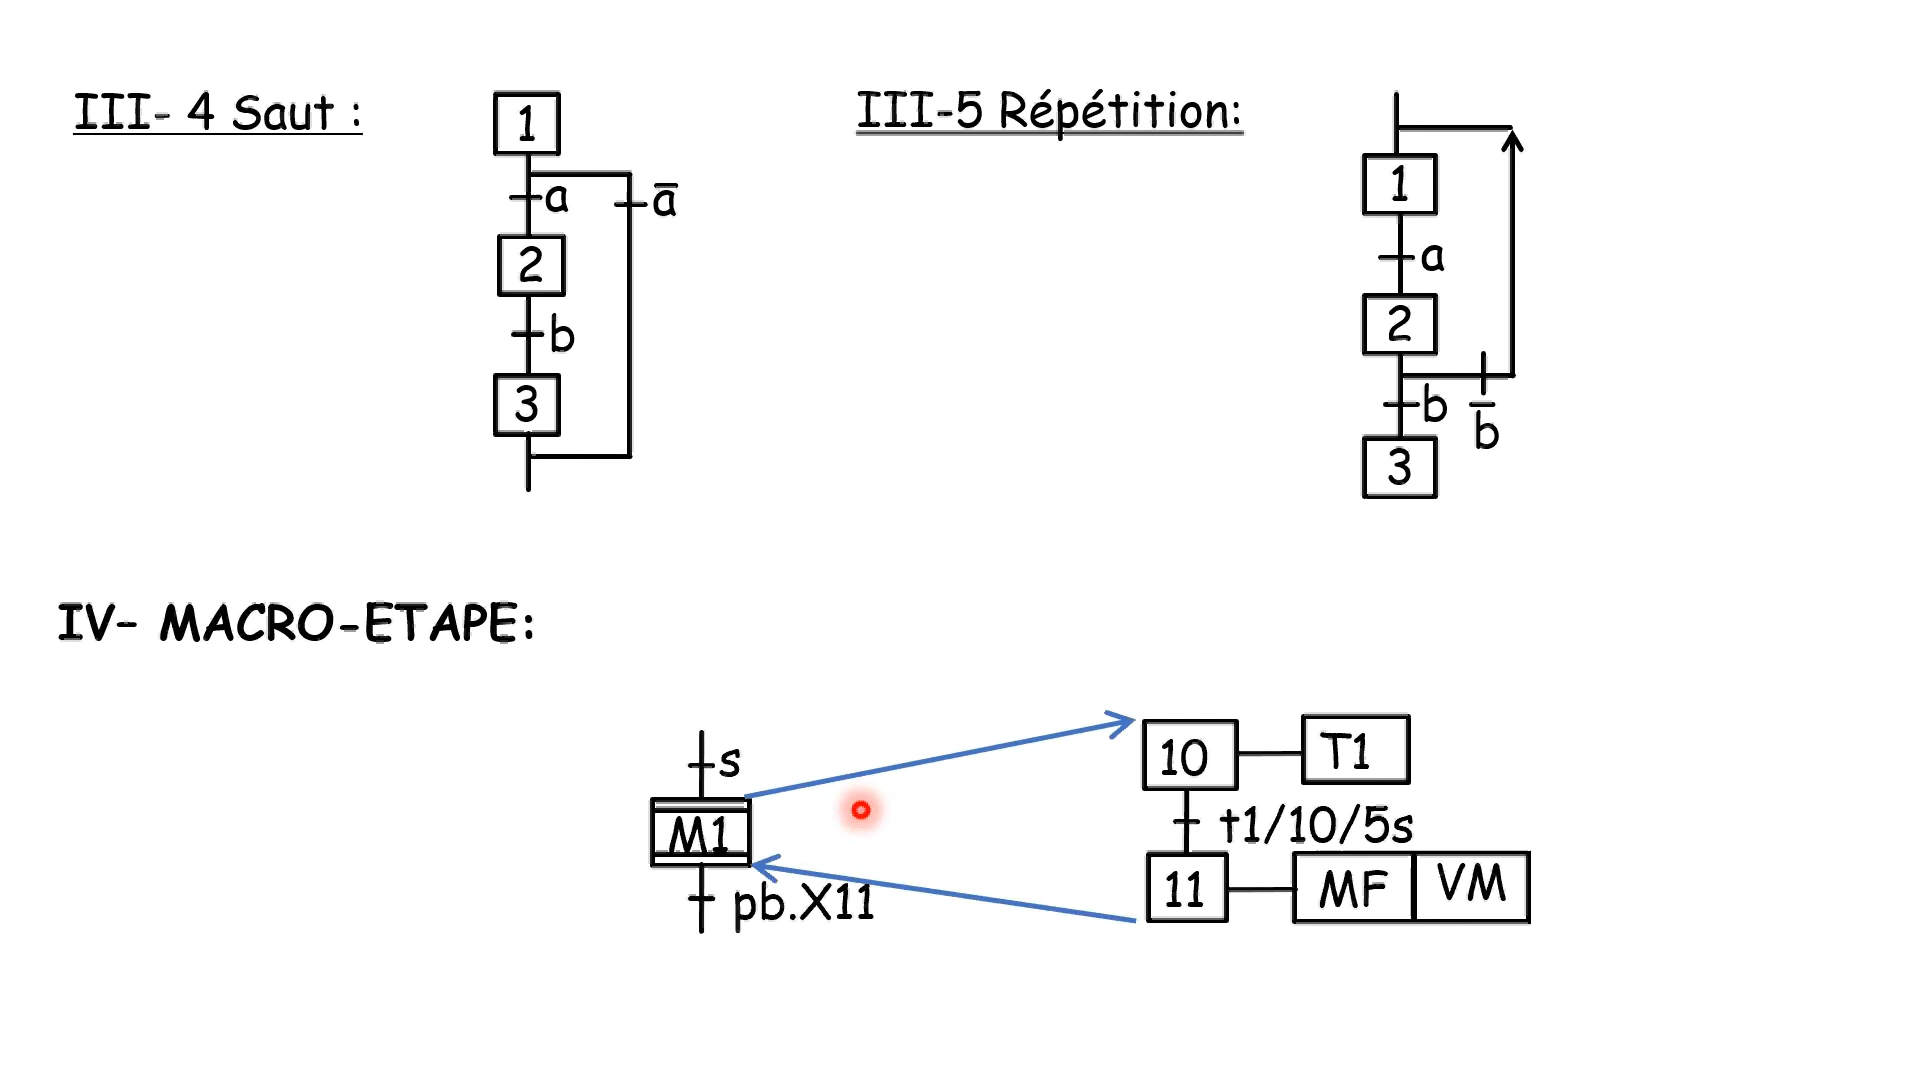 III- 4 Saut :
1
a
a̅
2
b
3
III-5 Répétition:
1
a
2
b
b̅
3
IV- MACRO-ETAPE:
s
M1
pb.X11
10
T1
t1/10/5s
11
MF
VM